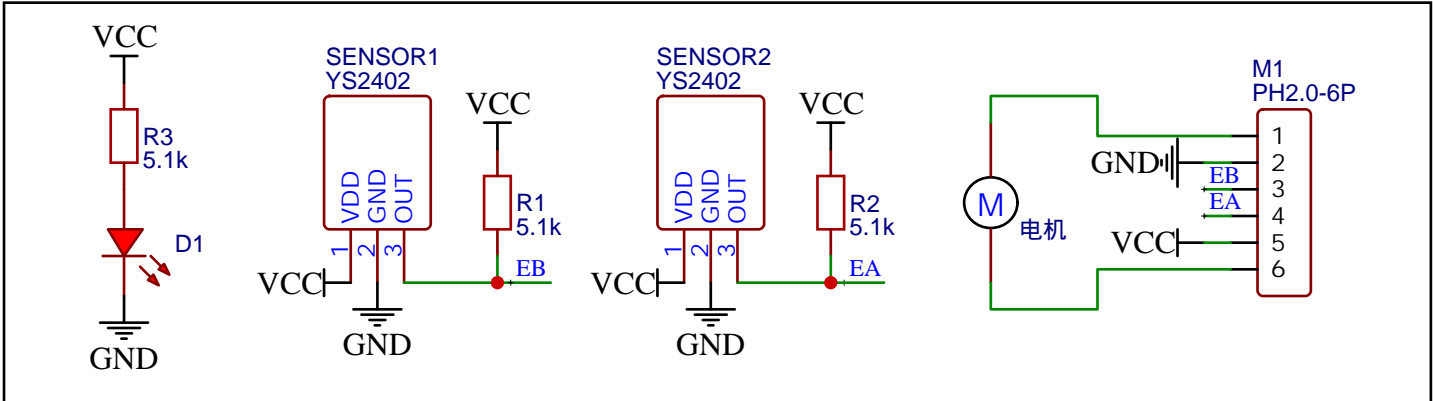 VCC
R3
5.1k
D1
GND
SENSOR1
YS2402
VDD
GND
OUT
1
2
3
VCC
GND
VCC
R1
5.1k
EB
SENSOR2
YS2402
VDD
GND
OUT
1
2
3
VCC
GND
VCC
R2
5.1k
EA
M
电机
M1
PH2.0-6P
1
GND 2
EB 3
EA 4
VCC 5
6